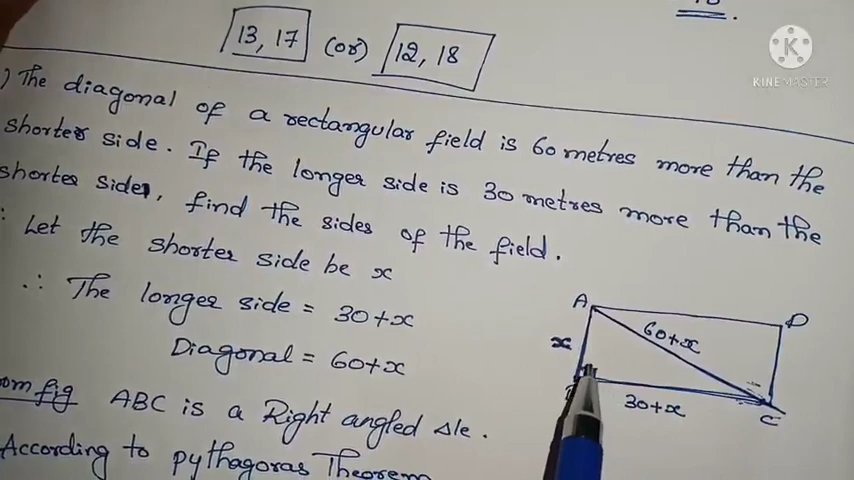 13, 17 (or) 12, 18
KINEMASTER
) The diagonal of a rectangular field is 60 metres more than the
shorter side. If the longer side is 30 metres more than the
shorter side, find the sides of the field.
: Let the shorter side be x
∴ The longer side = 30+x
Diagonal = 60+x
From fig ABC is a Right angled Δle.
According to pythagoras Theorem
A
D
x
60+x
30+x
C